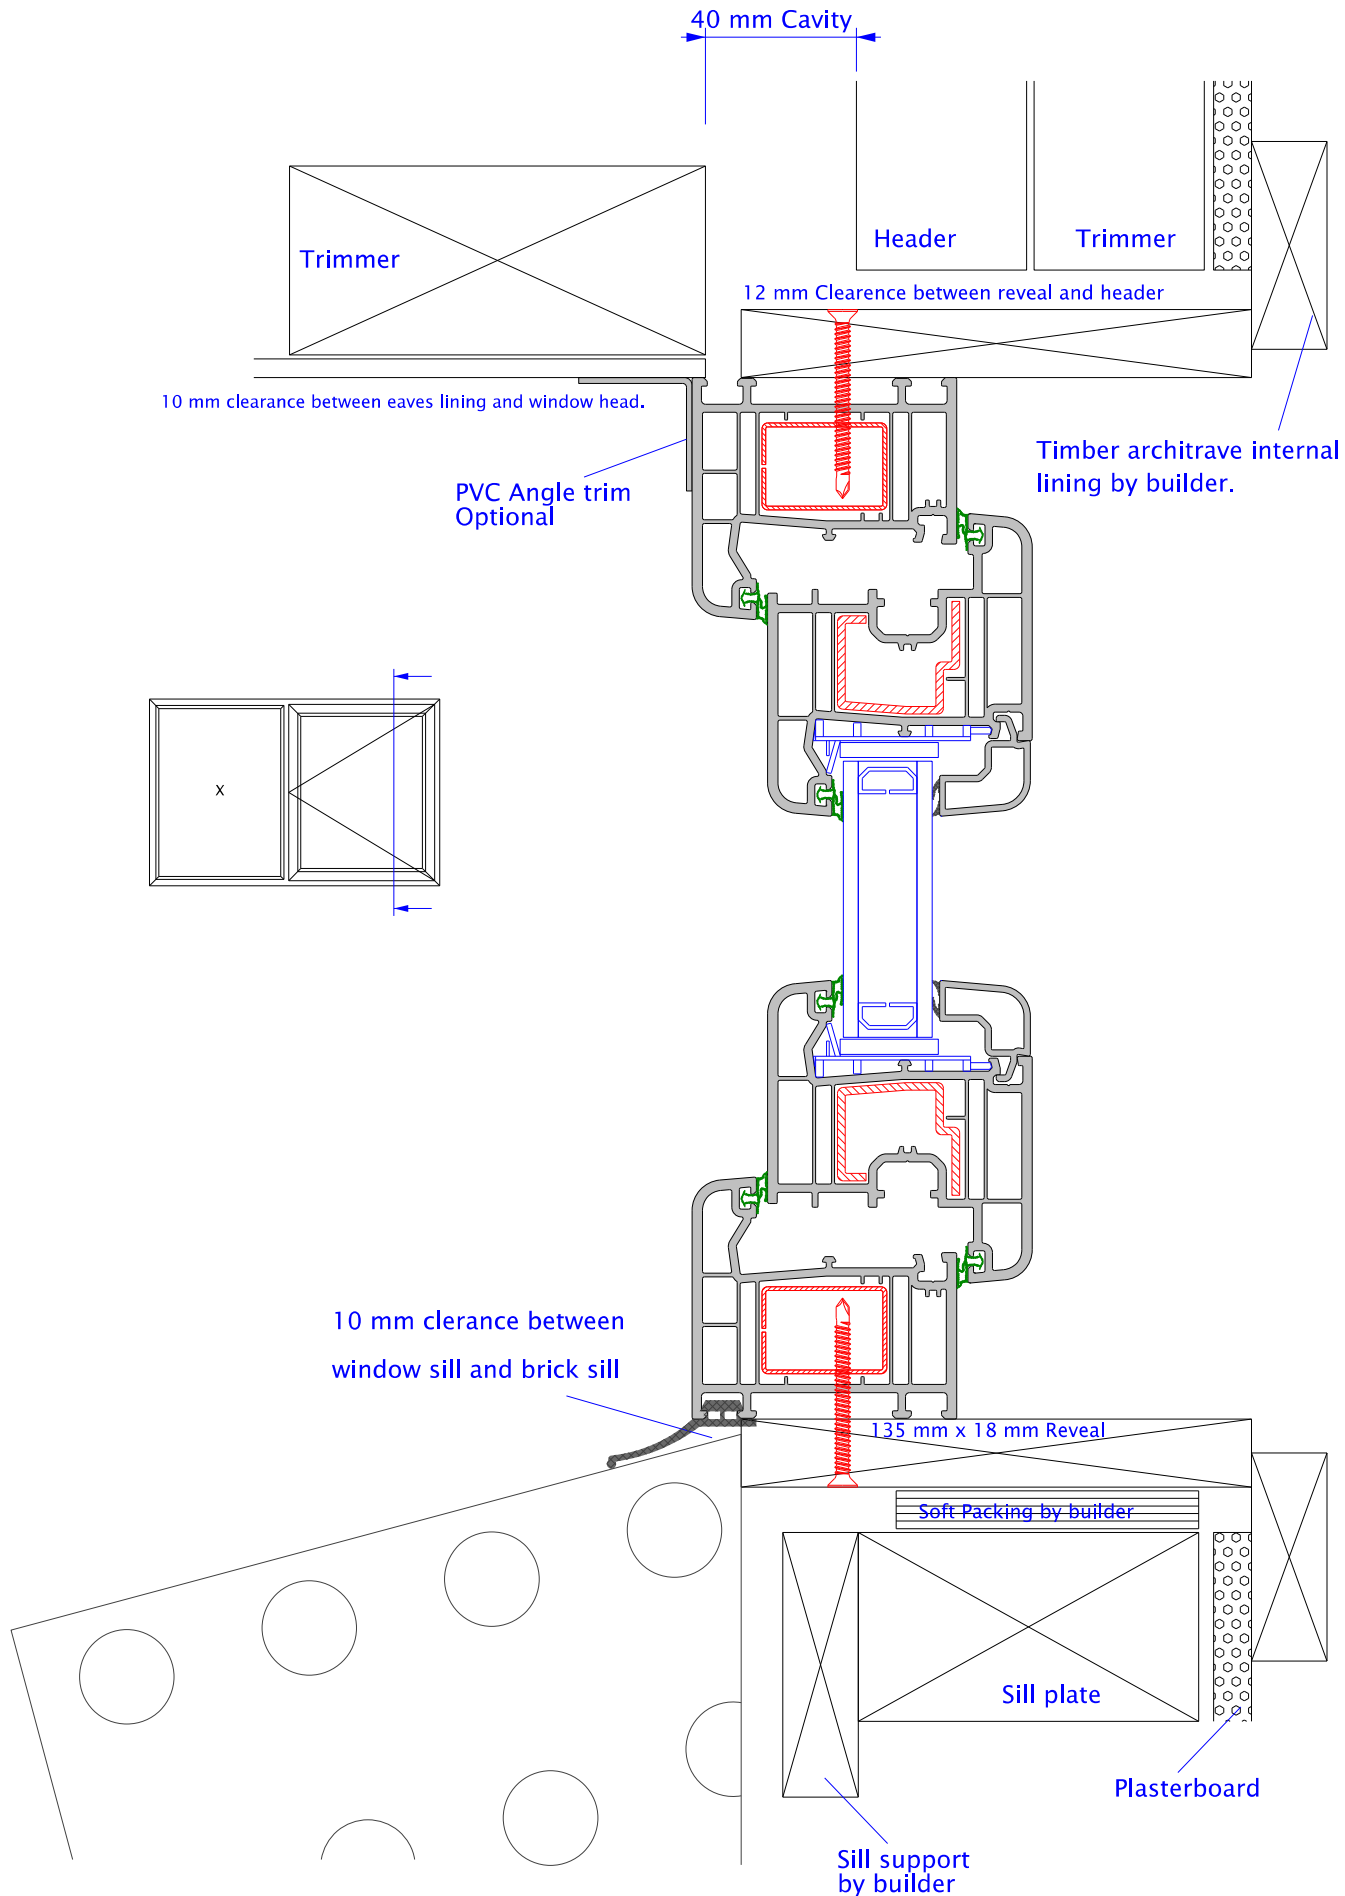 40 mm Cavity
Header
Trimmer
Trimmer
12 mm Clearence between reveal and header
10 mm clearance between eaves lining and window head.
Timber architrave internal
lining by builder.
PVC Angle trim
Optional
X
10 mm clerance between
window sill and brick sill
135 mm x 18 mm Reveal
Soft Packing by builder
Sill plate
Plasterboard
Sill support
by builder